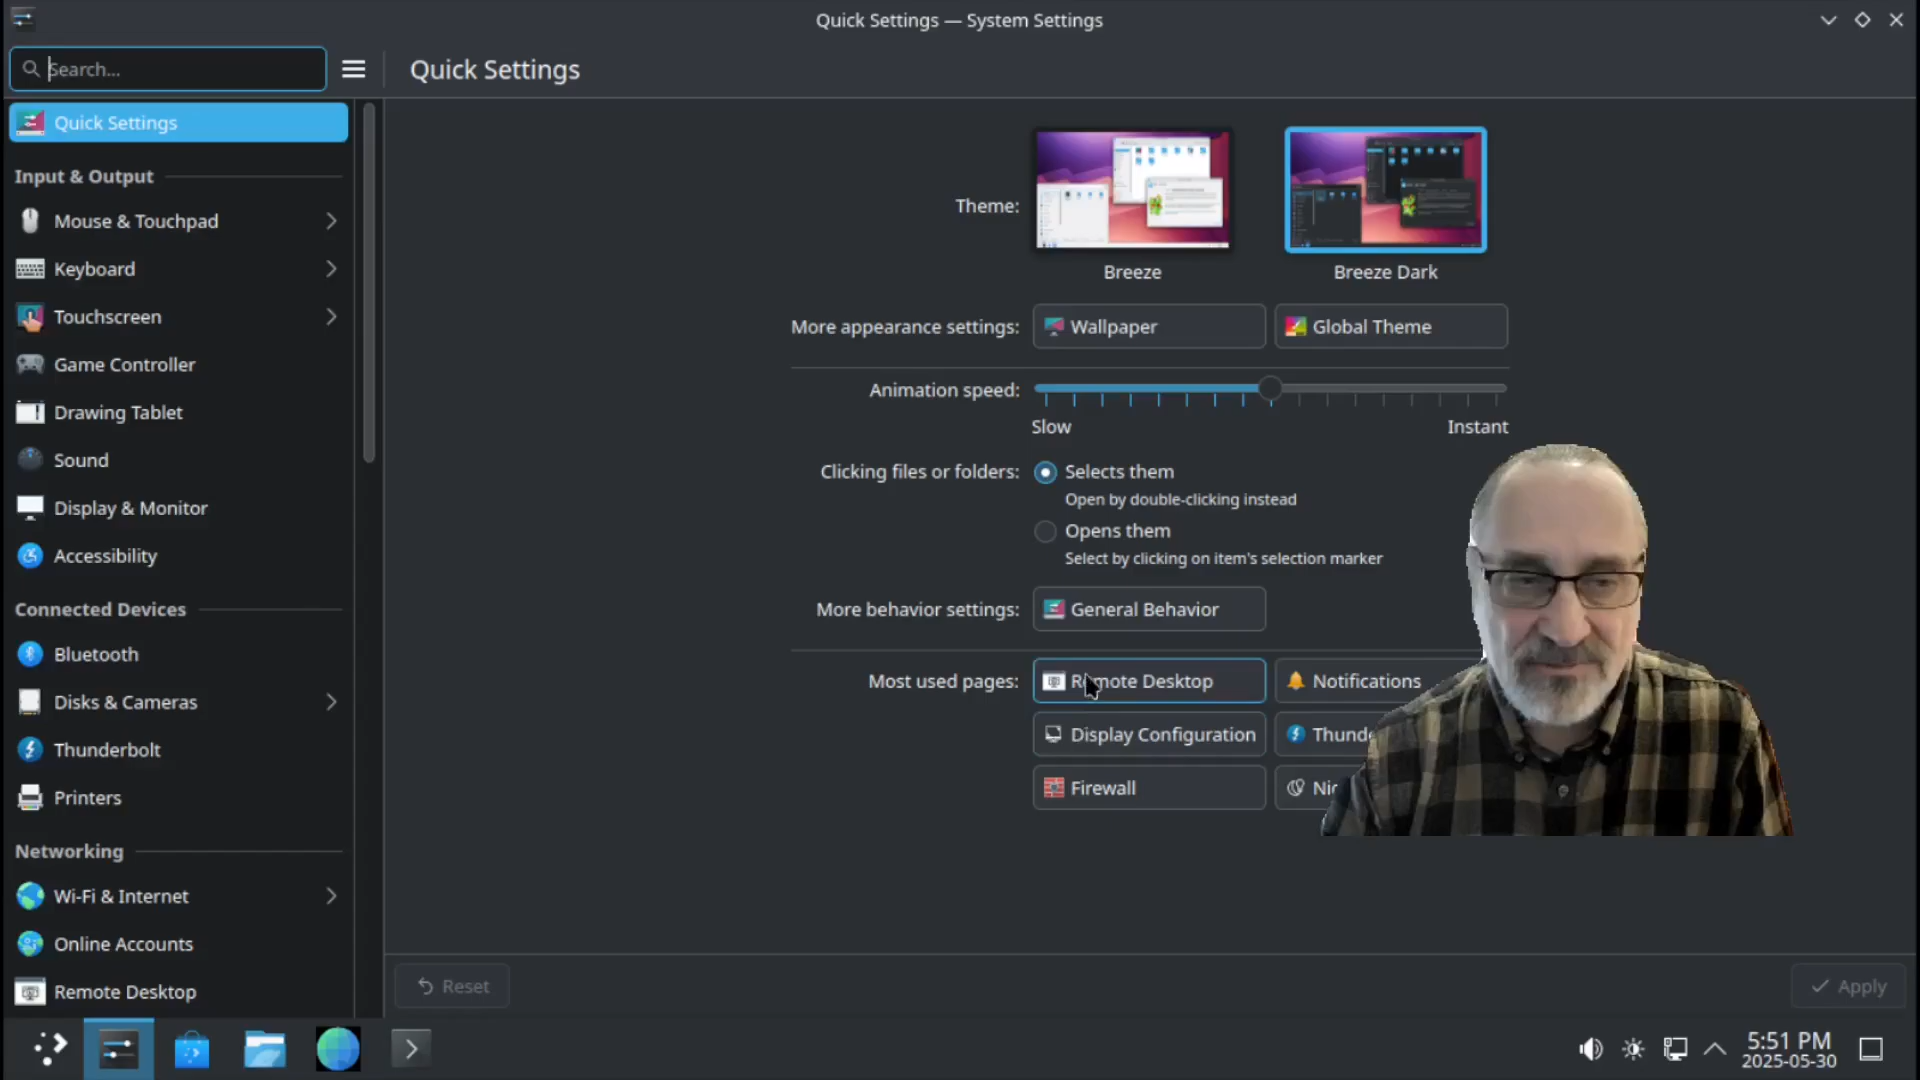 Quick Settings — System Settings
Search...
Quick Settings
Quick Settings
Input & Output
Mouse & Touchpad
Keyboard
Touchscreen
Game Controller
Drawing Tablet
Sound
Display & Monitor
Accessibility
Connected Devices
Bluetooth
Disks & Cameras
Thunderbolt
Printers
Networking
Wi-Fi & Internet
Online Accounts
Remote Desktop
Theme:
Breeze
Breeze Dark
More appearance settings:
Wallpaper
Global Theme
Animation speed:
Slow
Instant
Clicking files or folders:
Selects them
Open by double-clicking instead
Opens them
Select by clicking on item's selection marker
More behavior settings:
General Behavior
Most used pages:
Remote Desktop
Notifications
Display Configuration
Firewall
Reset
Apply
5:51 PM
2025-05-30